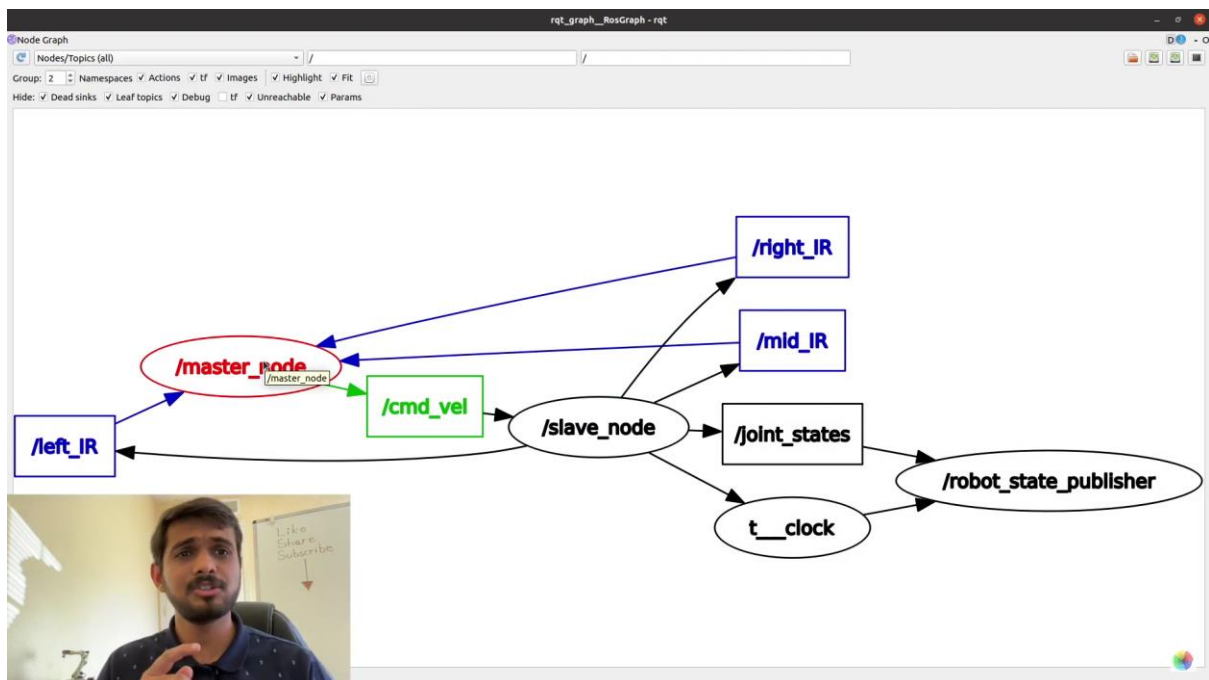 rqt_graph__RosGraph - rqt
Node Graph
D
- O
Nodes/Topics (all)
/
/
Group: 2 Namespaces Actions tf Images Highlight Fit
Hide: Dead sinks Leaf topics Debug tf Unreachable Params
/right_IR
/mid_IR
/master_node
/master_node
/cmd_vel
/slave_node
/joint_states
/left_IR
/robot_state_publisher
t__clock
Like
Share
Subscribe